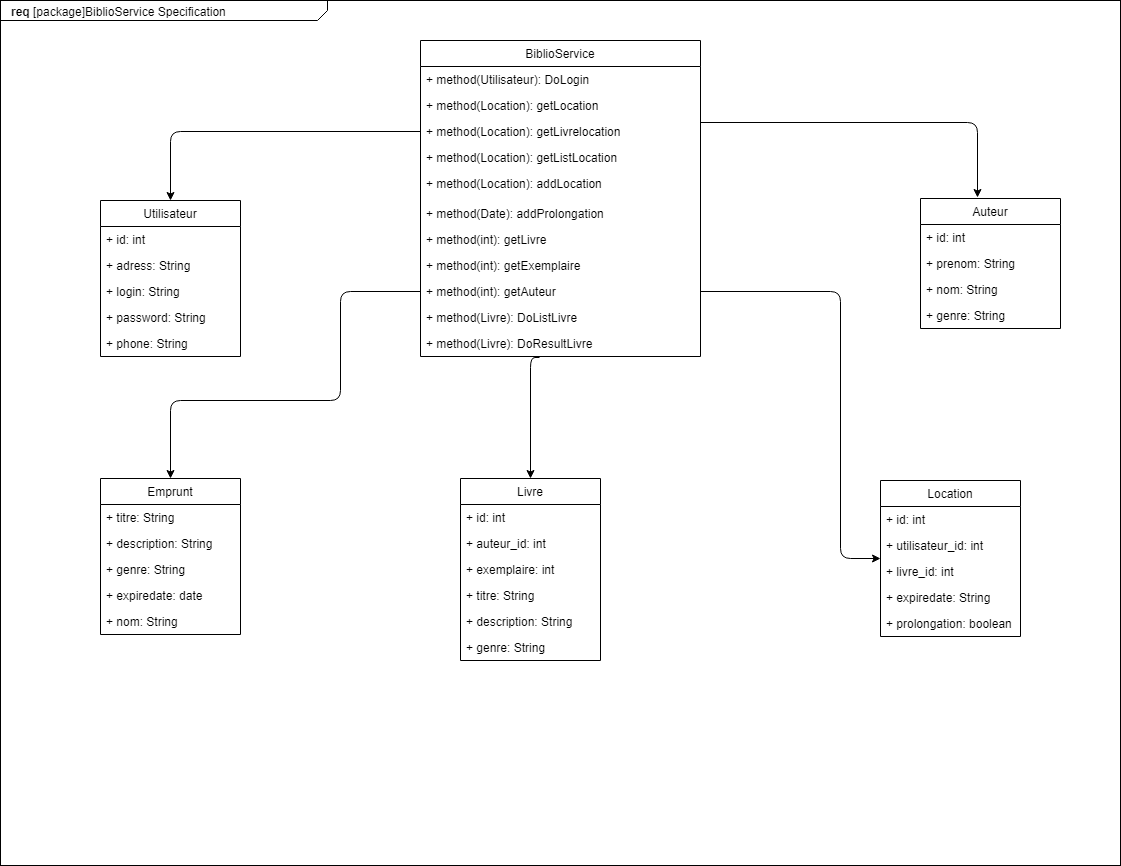 req [package]BiblioService Specification
BiblioService
+ method(Utilisateur): DoLogin
+ method(Location): getLocation
+ method(Location): getLivrelocation
+ method(Location): getListLocation
+ method(Location): addLocation
+ method(Date): addProlongation
+ method(int): getLivre
+ method(int): getExemplaire
+ method(int): getAuteur
+ method(Livre): DoListLivre
+ method(Livre): DoResultLivre
Utilisateur
+ id: int
+ adress: String
+ login: String
+ password: String
+ phone: String
Auteur
+ id: int
+ prenom: String
+ nom: String
+ genre: String
Emprunt
+ titre: String
+ description: String
+ genre: String
+ expiredate: date
+ nom: String
Livre
+ id: int
+ auteur_id: int
+ exemplaire: int
+ titre: String
+ description: String
+ genre: String
Location
+ id: int
+ utilisateur_id: int
+ livre_id: int
+ expiredate: String
+ prolongation: boolean